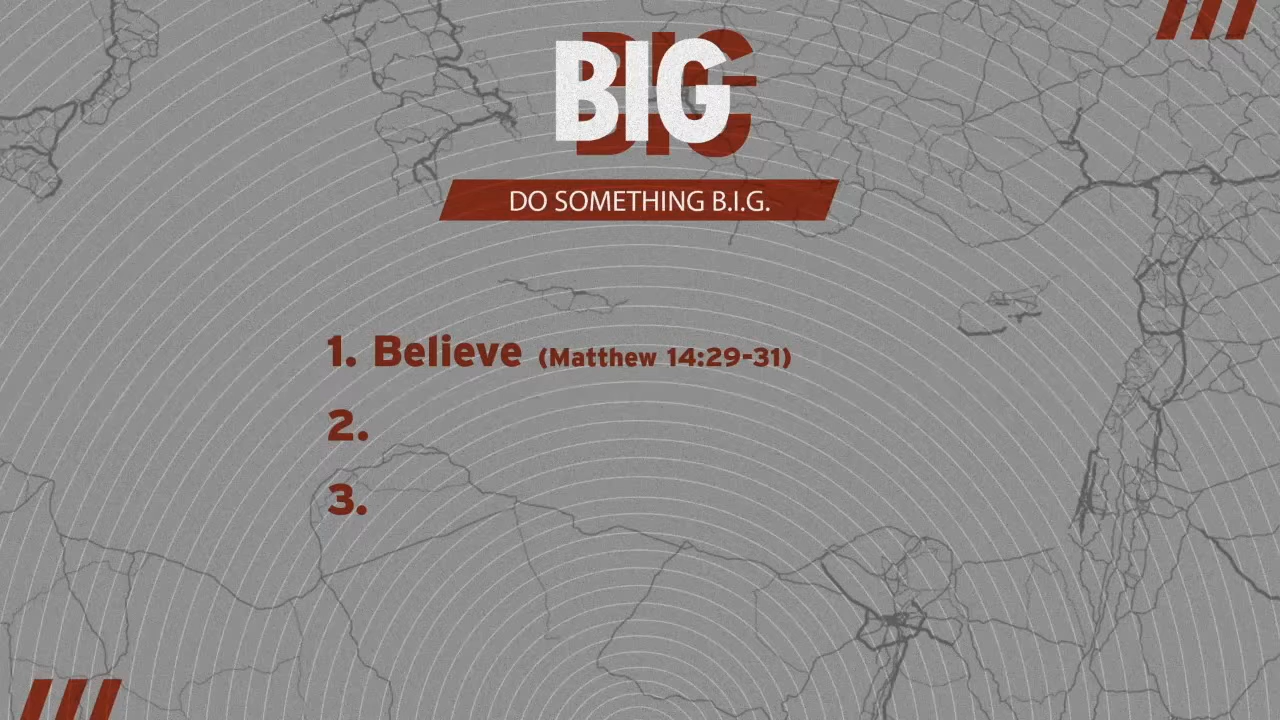 BIG
DO SOMETHING B.I.G.
1. Believe (Matthew 14:29-31)
2.
3.